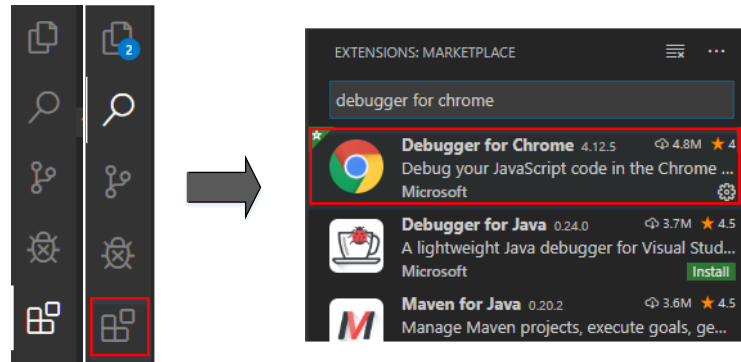 2
EXTENSIONS: MARKETPLACE
debugger for chrome
Debugger for Chrome 4.12.5 4.8M 4
Debug your JavaScript code in the Chrome ...
Microsoft
Debugger for Java 0.24.0 3.7M 4.5
A lightweight Java debugger for Visual Stud...
Microsoft Install
Maven for Java 0.20.2 3.6M 4.5
Manage Maven projects, execute goals, ge...